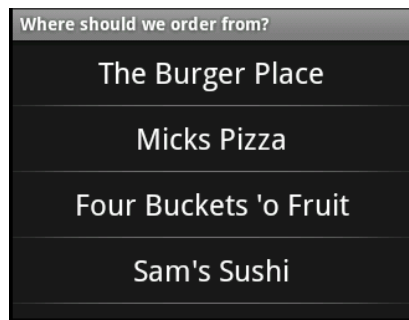 Where should we order from?
The Burger Place
Micks Pizza
Four Buckets 'o Fruit
Sam's Sushi